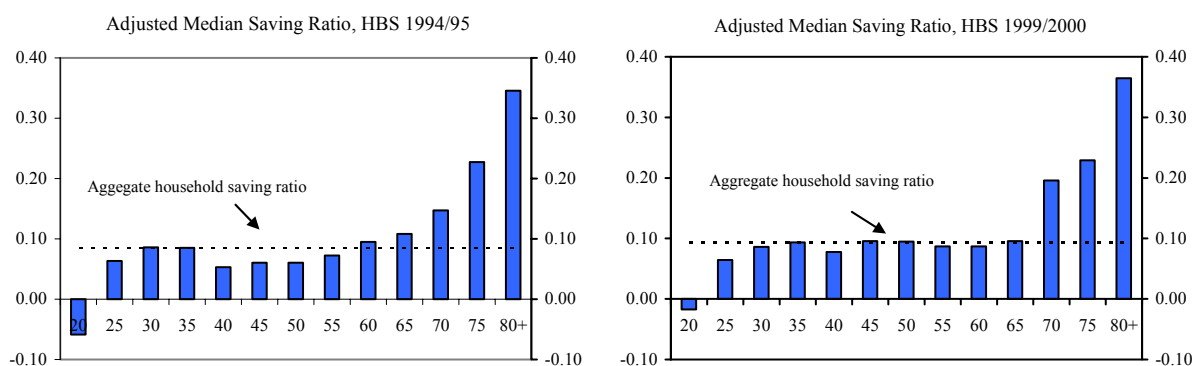 Adjusted Median Saving Ratio, HBS 1994/95
0.40 0.40
0.30 0.30
0.20 0.20
Aggegate household saving ratio
0.10 0.10
0.00 0.00
20 25 30 35 40 45 50 55 60 65 70 75 80+
-0.10 -0.10
Adjusted Median Saving Ratio, HBS 1999/2000
0.40 0.40
0.30 0.30
0.20 0.20
Aggregate household saving ratio
0.10 0.10
0.00 0.00
20 25 30 35 40 45 50 55 60 65 70 75 80+
-0.10 -0.10